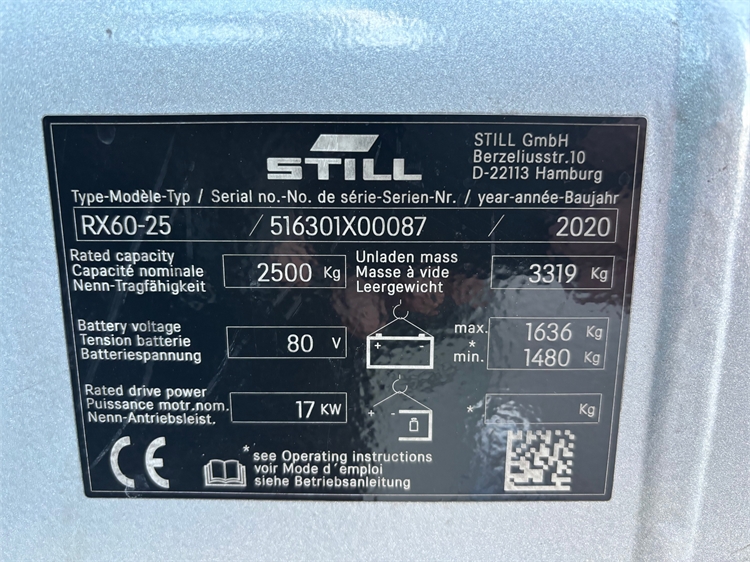 STILL
STILL GmbH
Berzeliusstr.10
D-22113 Hamburg
Type-Modèle-Typ / Serial no.-No. de série-Serien-Nr. / year-année-Baujahr
RX60-25 / 516301X00087 / 2020
Rated capacity
Capacité nominale
Nenn-Tragfähigkeit
2500 Kg
Unladen mass
Masse à vide
Leergewicht
3319 Kg
Battery voltage
Tension batterie
Batteriespannung
80 V
+ -
max. 1636 Kg
*
min. 1480 Kg
Rated drive power
Puissance motr.nom.
Nenn-Antriebsleist.
17 KW
+ -
* Kg
CE
* see Operating instructions
voir Mode d´emploi
siehe Betriebsanleitung